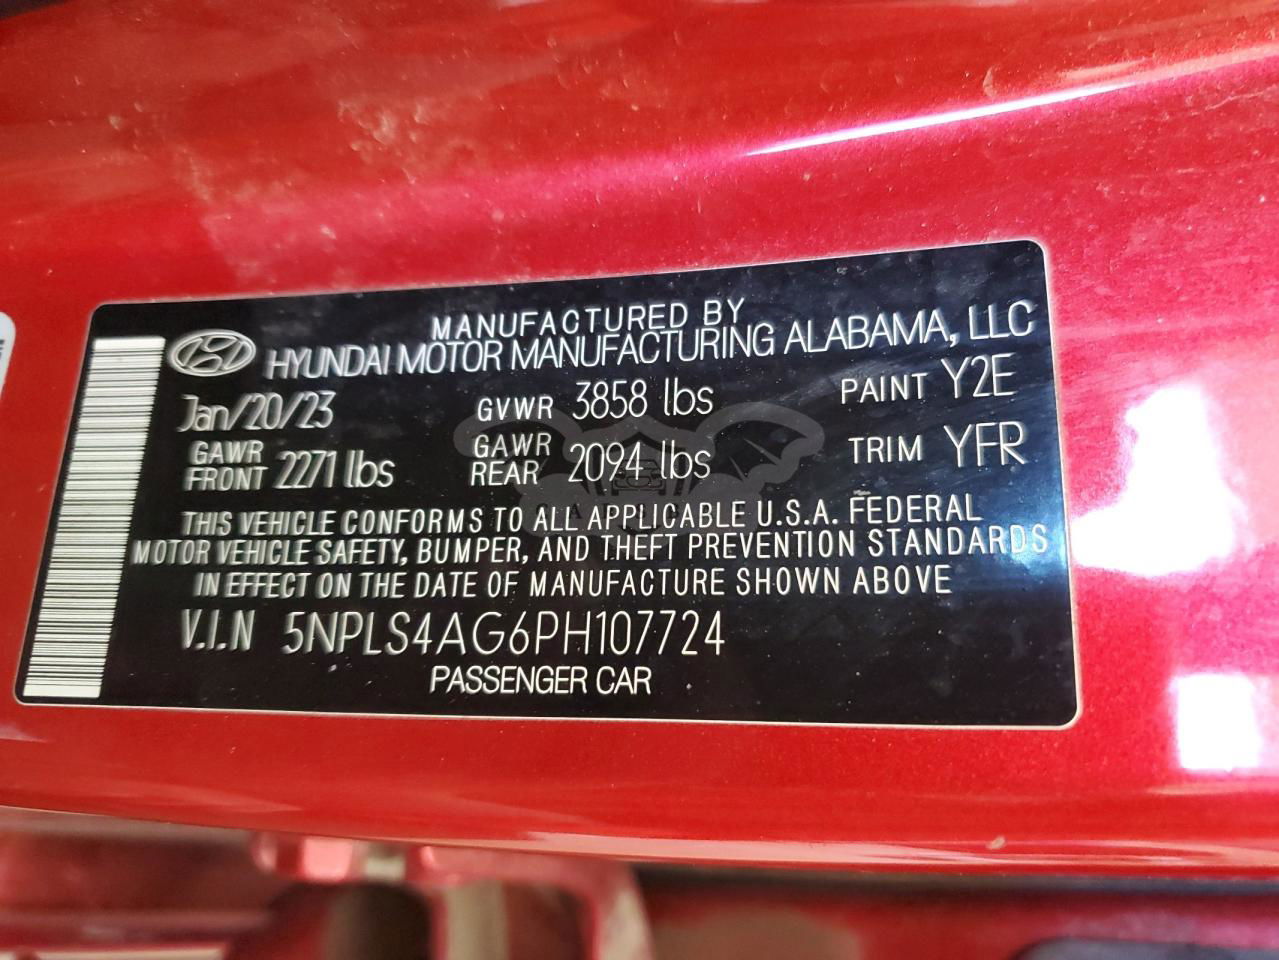 MANUFACTURED BY
HYUNDAI MOTOR MANUFACTURING ALABAMA, LLC
Jan/20/23 GVWR 3858 lbs PAINT Y2E
GAWR FRONT 2271 lbs GAWR REAR 2094 lbs TRIM YFR
THIS VEHICLE CONFORMS TO ALL APPLICABLE U.S.A. FEDERAL
MOTOR VEHICLE SAFETY, BUMPER, AND THEFT PREVENTION STANDARDS
IN EFFECT ON THE DATE OF MANUFACTURE SHOWN ABOVE
V.I.N 5NPLS4AG6PH107724
PASSENGER CAR